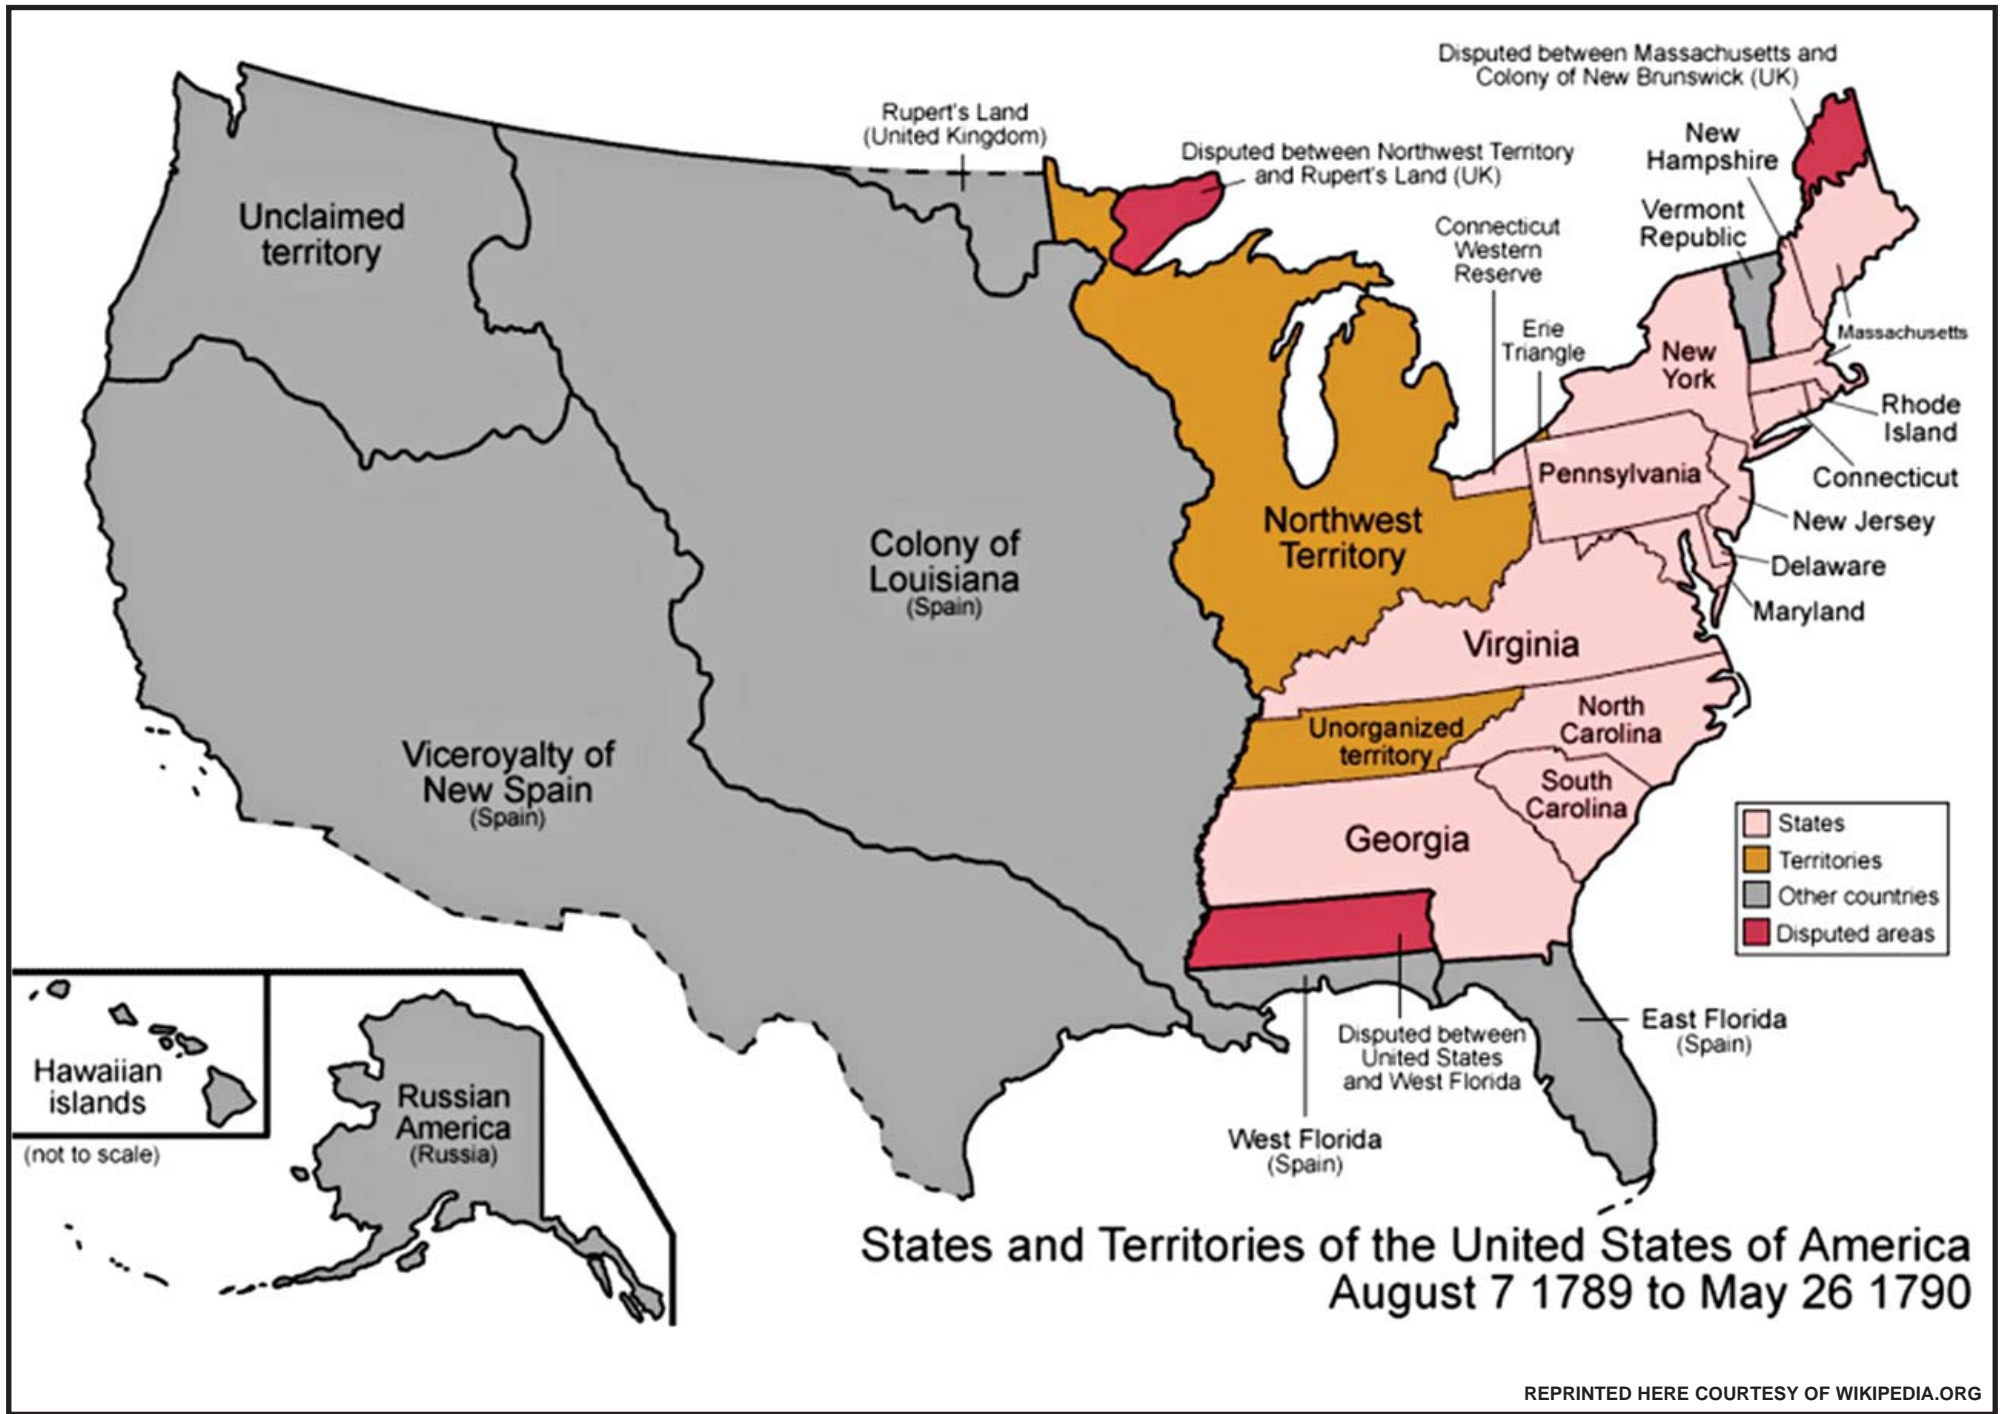 Disputed between Massachusetts and
Colony of New Brunswick (UK)
Rupert's Land
(United Kingdom)
New
Hampshire
Disputed between Northwest Territory
and Rupert's Land (UK)
Vermont
Republic
Unclaimed
territory
Connecticut
Western
Reserve
Erie
Triangle
Massachusetts
New
York
Rhode
Island
Pennsylvania
Connecticut
Northwest
Territory
New Jersey
Colony of
Louisiana
(Spain)
Delaware
Maryland
Virginia
North
Carolina
Unorganized
territory
Viceroyalty of
New Spain
(Spain)
South
Carolina
Georgia
States
Territories
Other countries
Disputed areas
East Florida
(Spain)
Disputed between
United States
and West Florida
West Florida
(Spain)
Hawaiian
islands
(not to scale)
Russian
America
(Russia)
States and Territories of the United States of America
August 7 1789 to May 26 1790
REPRINTED HERE COURTESY OF WIKIPEDIA.ORG